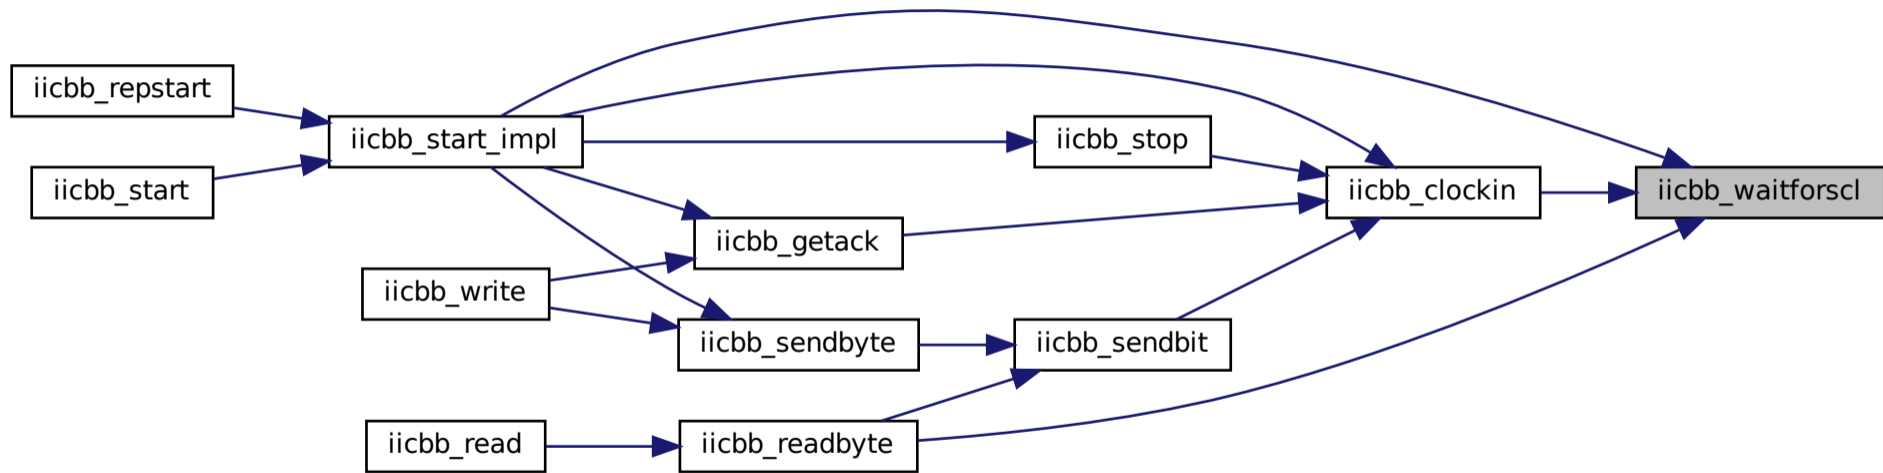 iicbb_repstart
iicbb_start_impl
iicbb_stop
iicbb_start
iicbb_clockin
iicbb_waitforscl
iicbb_getack
iicbb_write
iicbb_sendbyte
iicbb_sendbit
iicbb_read
iicbb_readbyte